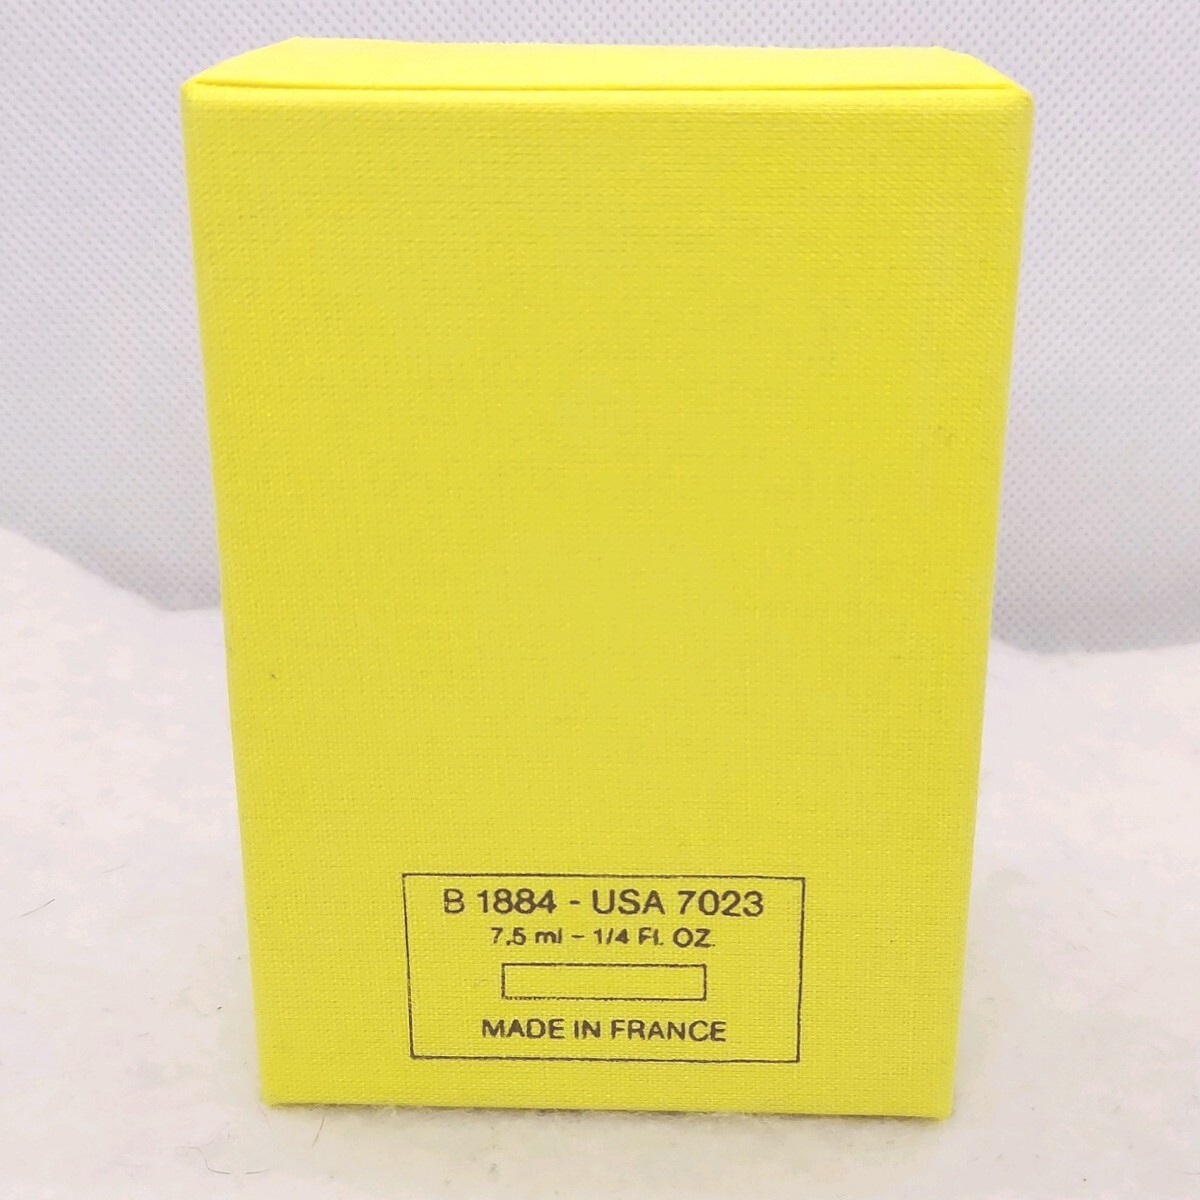 B 1884 - USA 7023
7,5 ml - 1/4 Fl. OZ.
MADE IN FRANCE